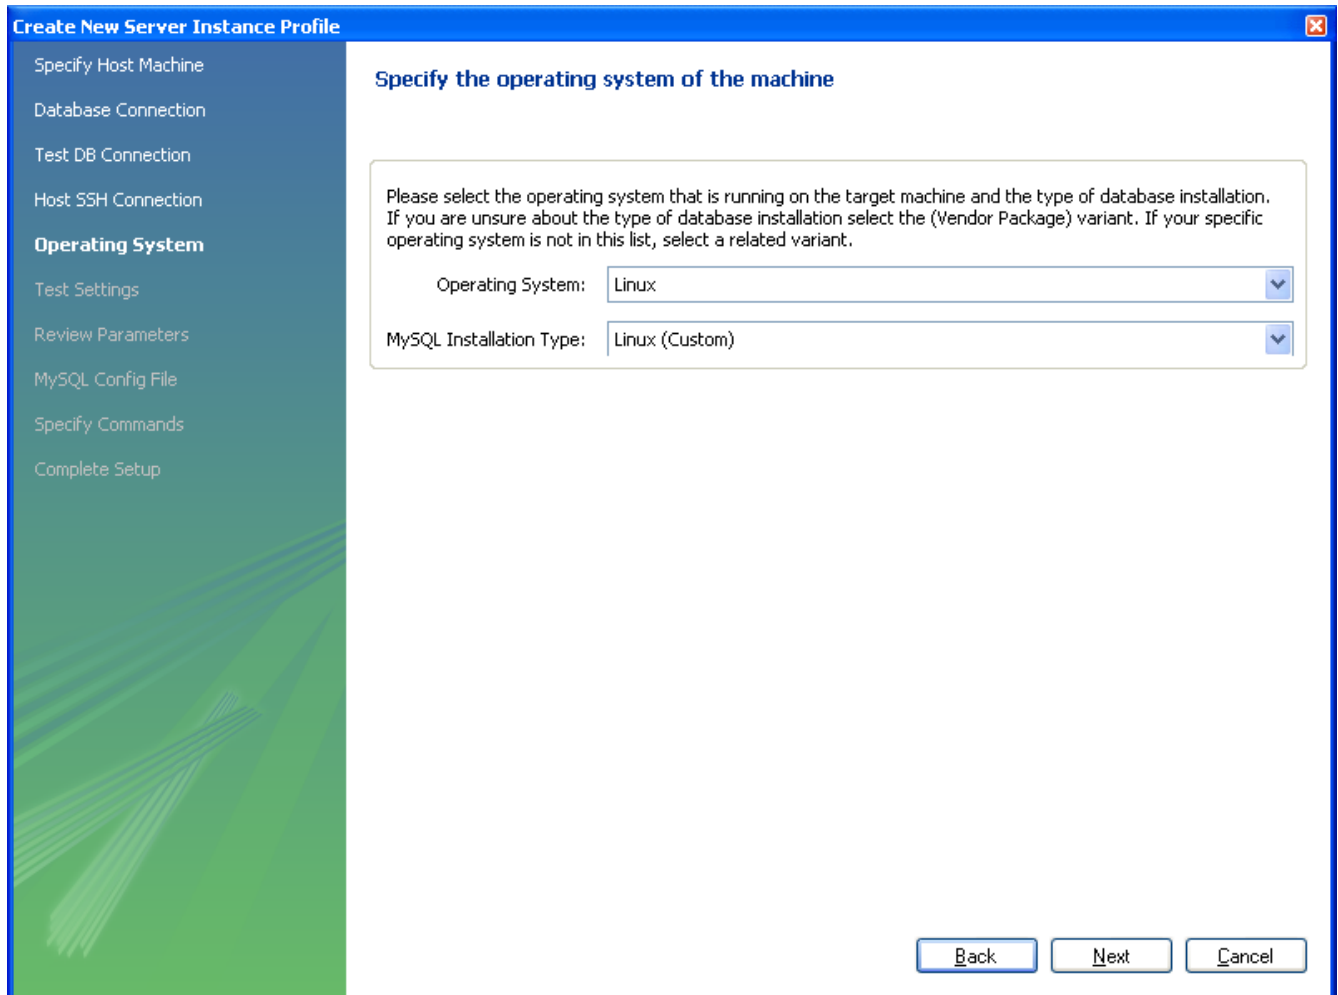 Create New Server Instance Profile
Specify Host Machine
Database Connection
Test DB Connection
Host SSH Connection
Operating System
Test Settings
Review Parameters
MySQL Config File
Specify Commands
Complete Setup
Specify the operating system of the machine
Please select the operating system that is running on the target machine and the type of database installation.
If you are unsure about the type of database installation select the (Vendor Package) variant. If your specific
operating system is not in this list, select a related variant.
Operating System: Linux
MySQL Installation Type: Linux (Custom)
Back Next Cancel